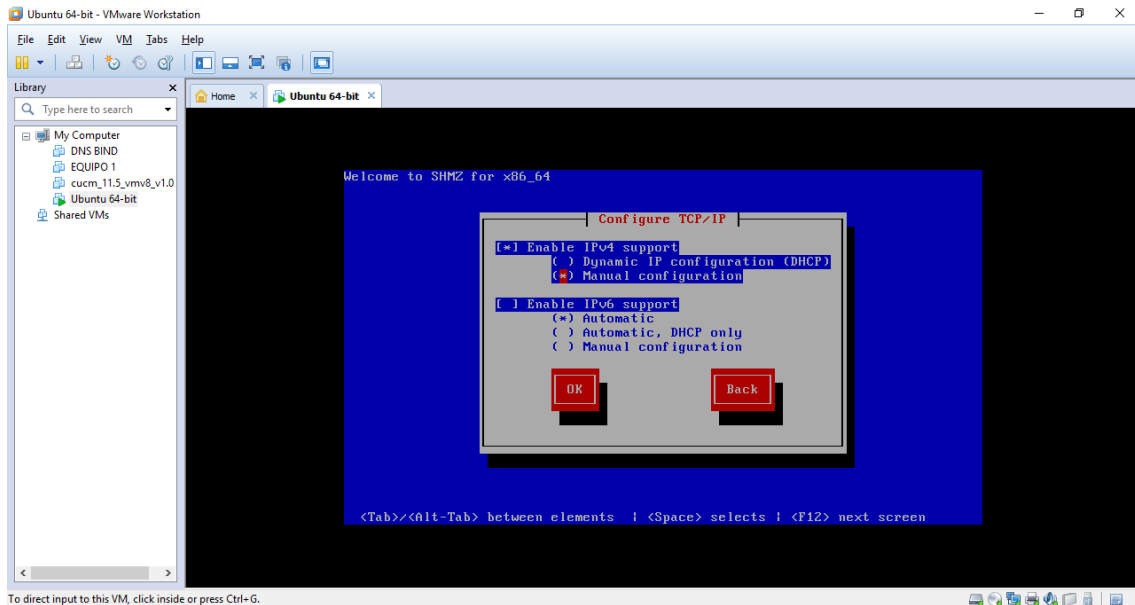 Ubuntu 64-bit - VMware Workstation
File Edit View VM Tabs Help
Library
Type here to search
My Computer
DNS BIND
EQUIPO 1
cucm_11.5_vmv8_v1.0
Ubuntu 64-bit
Shared VMs
Home
Ubuntu 64-bit
Welcome to SHMZ for x86_64
Configure TCP/IP
[*] Enable IPv4 support
( ) Dynamic IP configuration (DHCP)
(*) Manual configuration
[ ] Enable IPv6 support
(*) Automatic
( ) Automatic, DHCP only
( ) Manual configuration
OK Back
<Tab>/<Alt-Tab> between elements | <Space> selects | <F12> next screen
To direct input to this VM, click inside or press Ctrl+G.